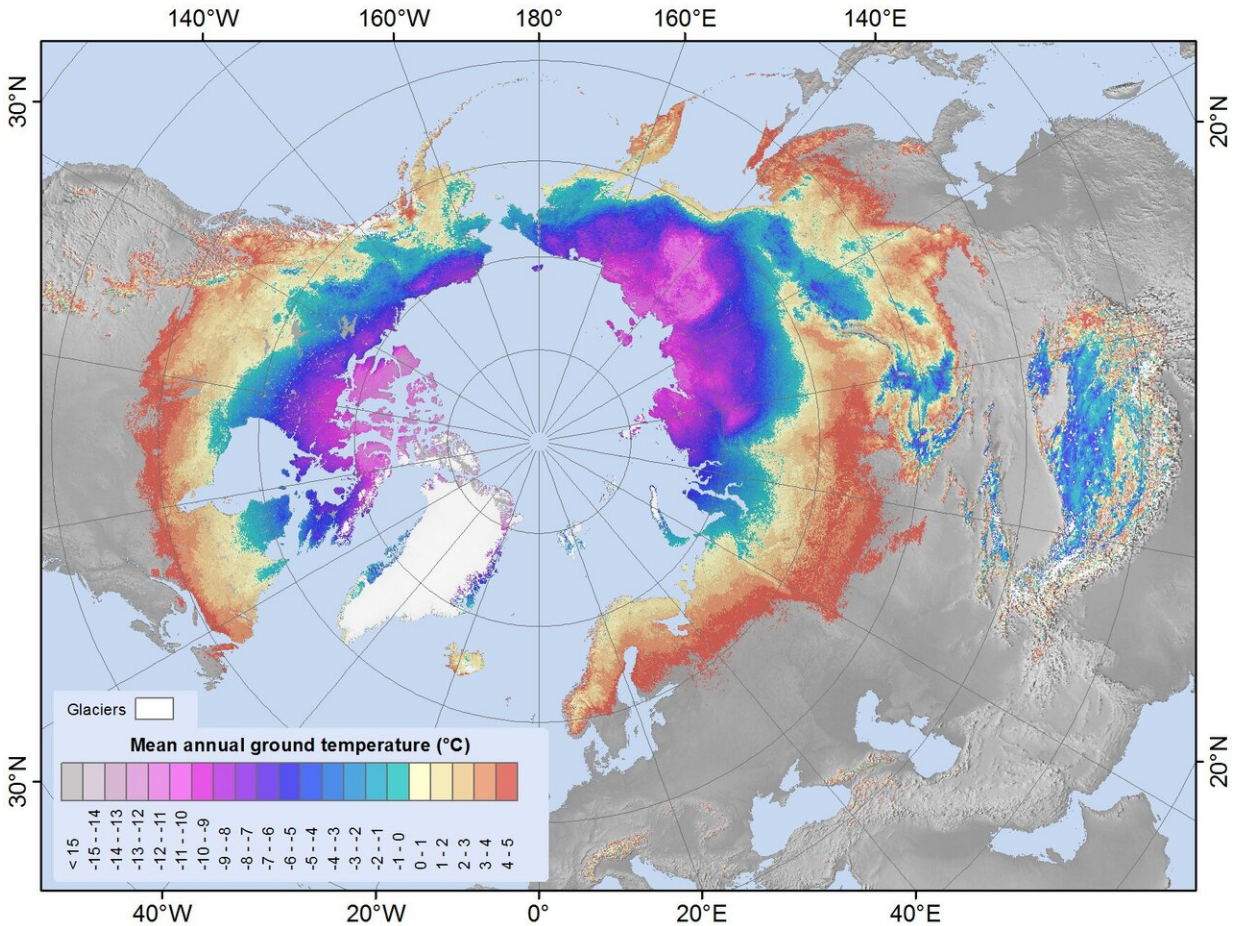 140°W 160°W 180° 160°E 140°E
30°N
20°N
Glaciers
Mean annual ground temperature (°C)
< 15
-15 - -14
-14 - -13
-13 - -12
-12 - -11
-11 - -10
-10 - -9
-9 - -8
-8 - -7
-7 - -6
-6 - -5
-5 - -4
-4 - -3
-3 - -2
-2 - -1
-1 - 0
0 - 1
1 - 2
2 - 3
3 - 4
4 - 5
30°N
20°N
40°W 20°W 0° 20°E 40°E